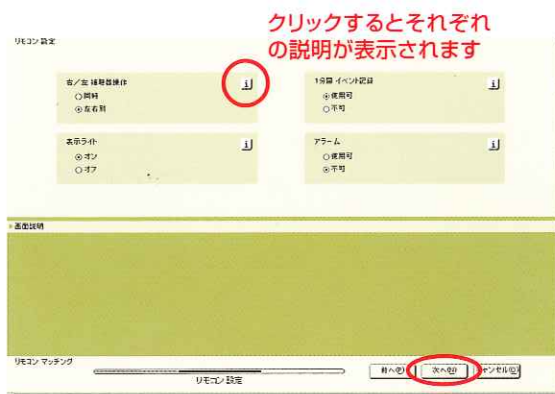 クリックするとそれぞれ
の説明が表示されます
リモコン設定
右/左 補聴器操作
i
○同時
⊙左右別
1分間 イベント記録
i
⊙使用可
○不可
表示ライト
i
⊙オン
○オフ
アラーム
i
○使用可
⊙不可
画面説明
リモコン マッチング
リモコン 設定
前へ(P)
次へ(N)
キャンセル(C)